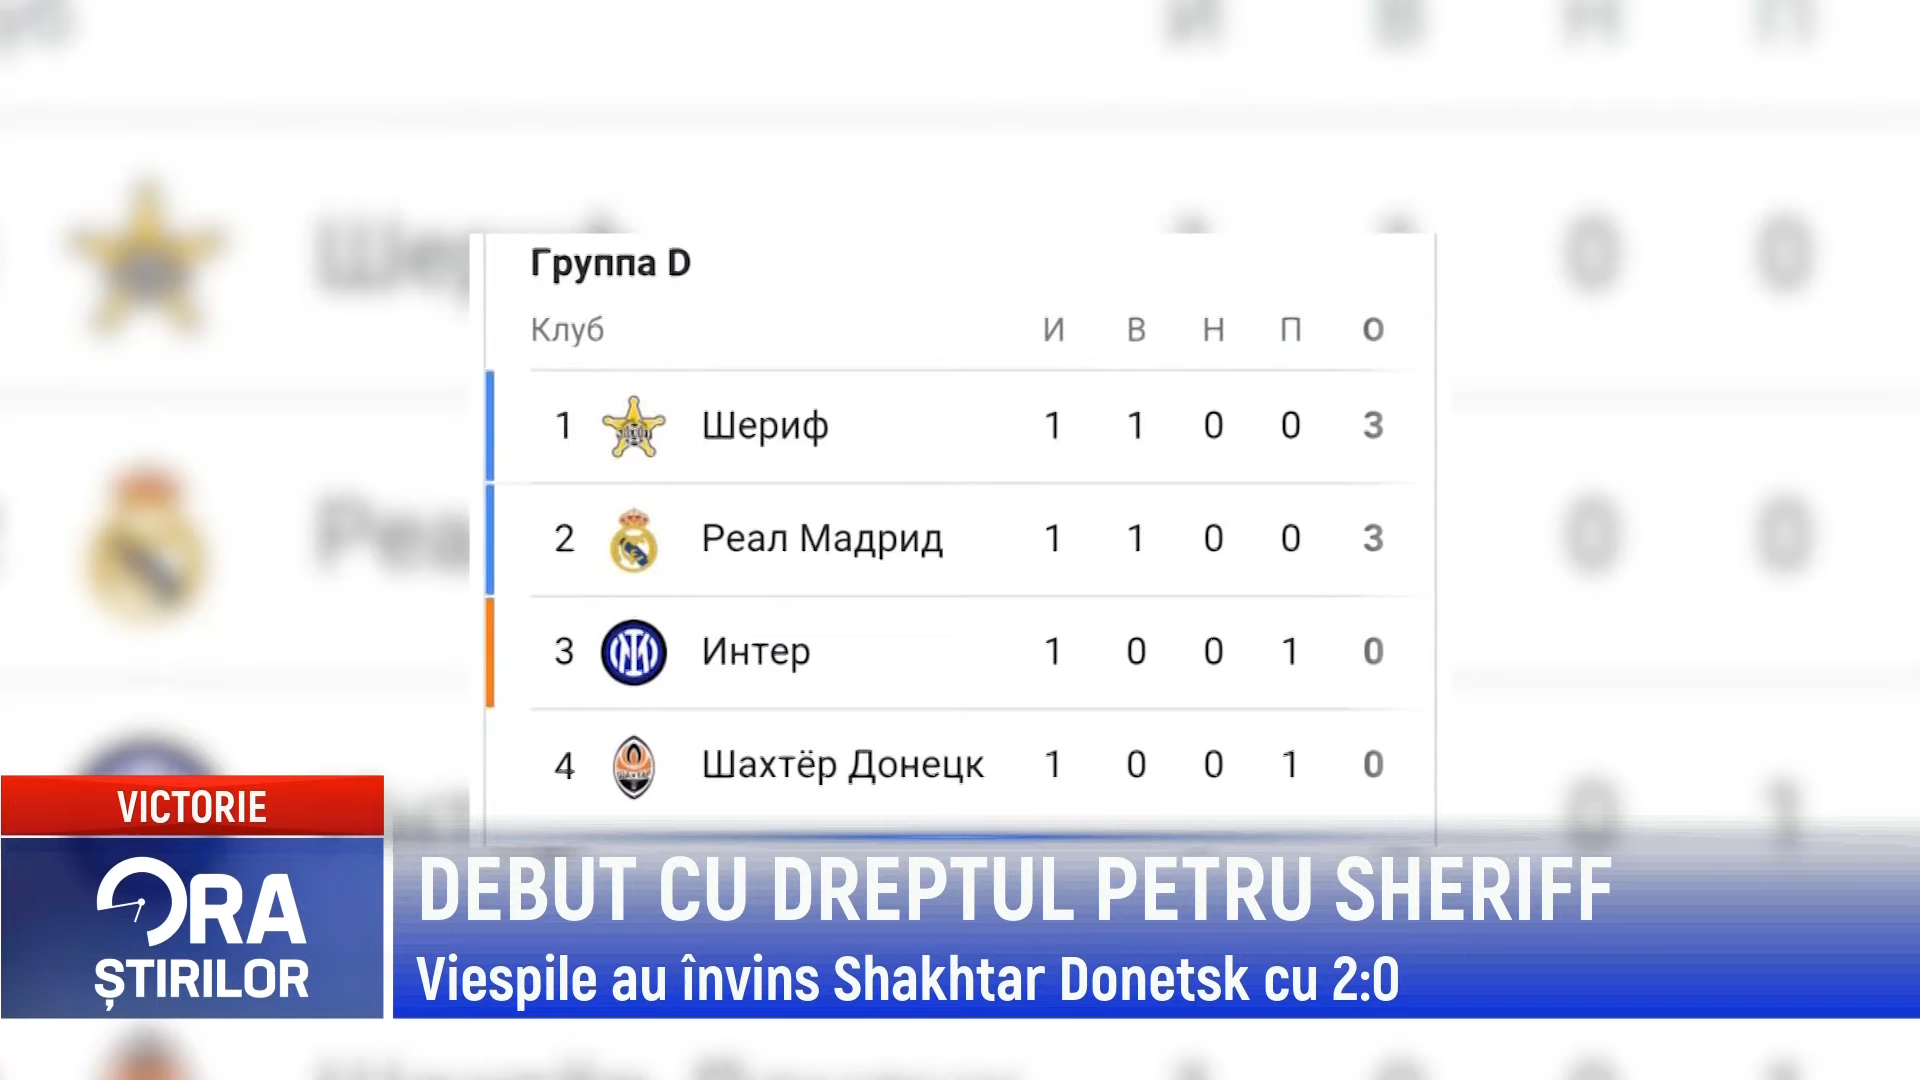 Группа D
Клуб И В Н П О
1 Шериф 1 1 0 0 3
2 Реал Мадрид 1 1 0 0 3
3 Интер 1 0 0 1 0
4 Шахтёр Донецк 1 0 0 1 0
VICTORIE
ORA
ȘTIRILOR
DEBUT CU DREPTUL PETRU SHERIFF
Viespile au învins Shakhtar Donetsk cu 2:0